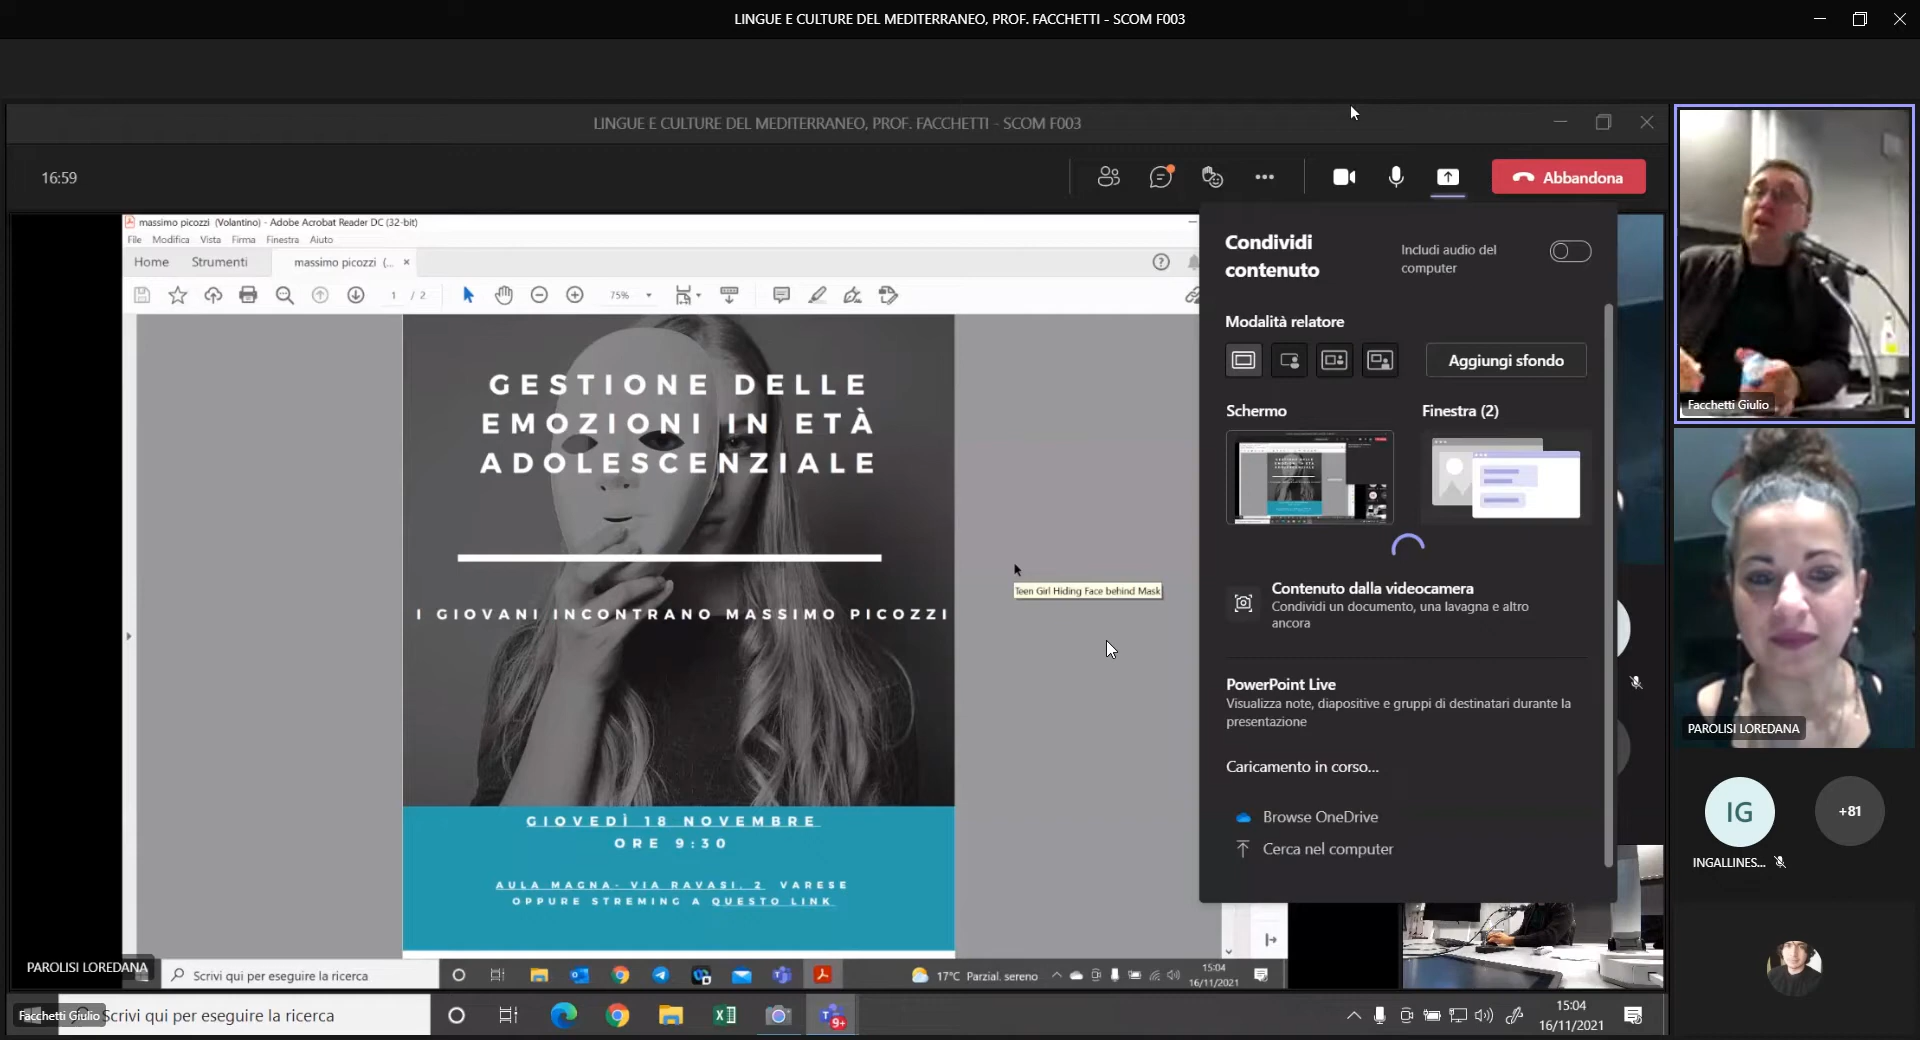 LINGUE E CULTURE DEL MEDITERRANEO, PROF. FACCHETTI - SCOM F003
LINGUE E CULTURE DEL MEDITERRANEO, PROF. FACCHETTI - SCOM F003
16:59
Abbandona
massimo picozzi (Volantino) - Adobe Acrobat Reader DC (32-bit)
File Modifica Vista Firma Finestra Aiuto
Home Strumenti massimo picozzi (... ×
1 / 2 75%
GESTIONE DELLE
EMOZIONI IN ETÀ
ADOLESCENZIALE
I GIOVANI INCONTRANO MASSIMO PICOZZI
GIOVEDÌ 18 NOVEMBRE
ORE 9:30
AULA MAGNA- VIA RAVASI, 2 VARESE
OPPURE STREMING A QUESTO LINK
Teen Girl Hiding Face behind Mask
Condividi
contenuto
Includi audio del
computer
Modalità relatore
Aggiungi sfondo
Schermo
Finestra (2)
Contenuto dalla videocamera
Condividi un documento, una lavagna e altro
ancora
PowerPoint Live
Visualizza note, diapositive e gruppi di destinatari durante la
presentazione
Caricamento in corso...
Browse OneDrive
Cerca nel computer
Facchetti Giulio
PAROLISI LOREDANA
IG
+81
INGALLINES...
PAROLISI LOREDANA
Scrivi qui per eseguire la ricerca
17°C Parzial. sereno
15:04
16/11/2021
Facchetti Giulio
Scrivi qui per eseguire la ricerca
9+
15:04
16/11/2021